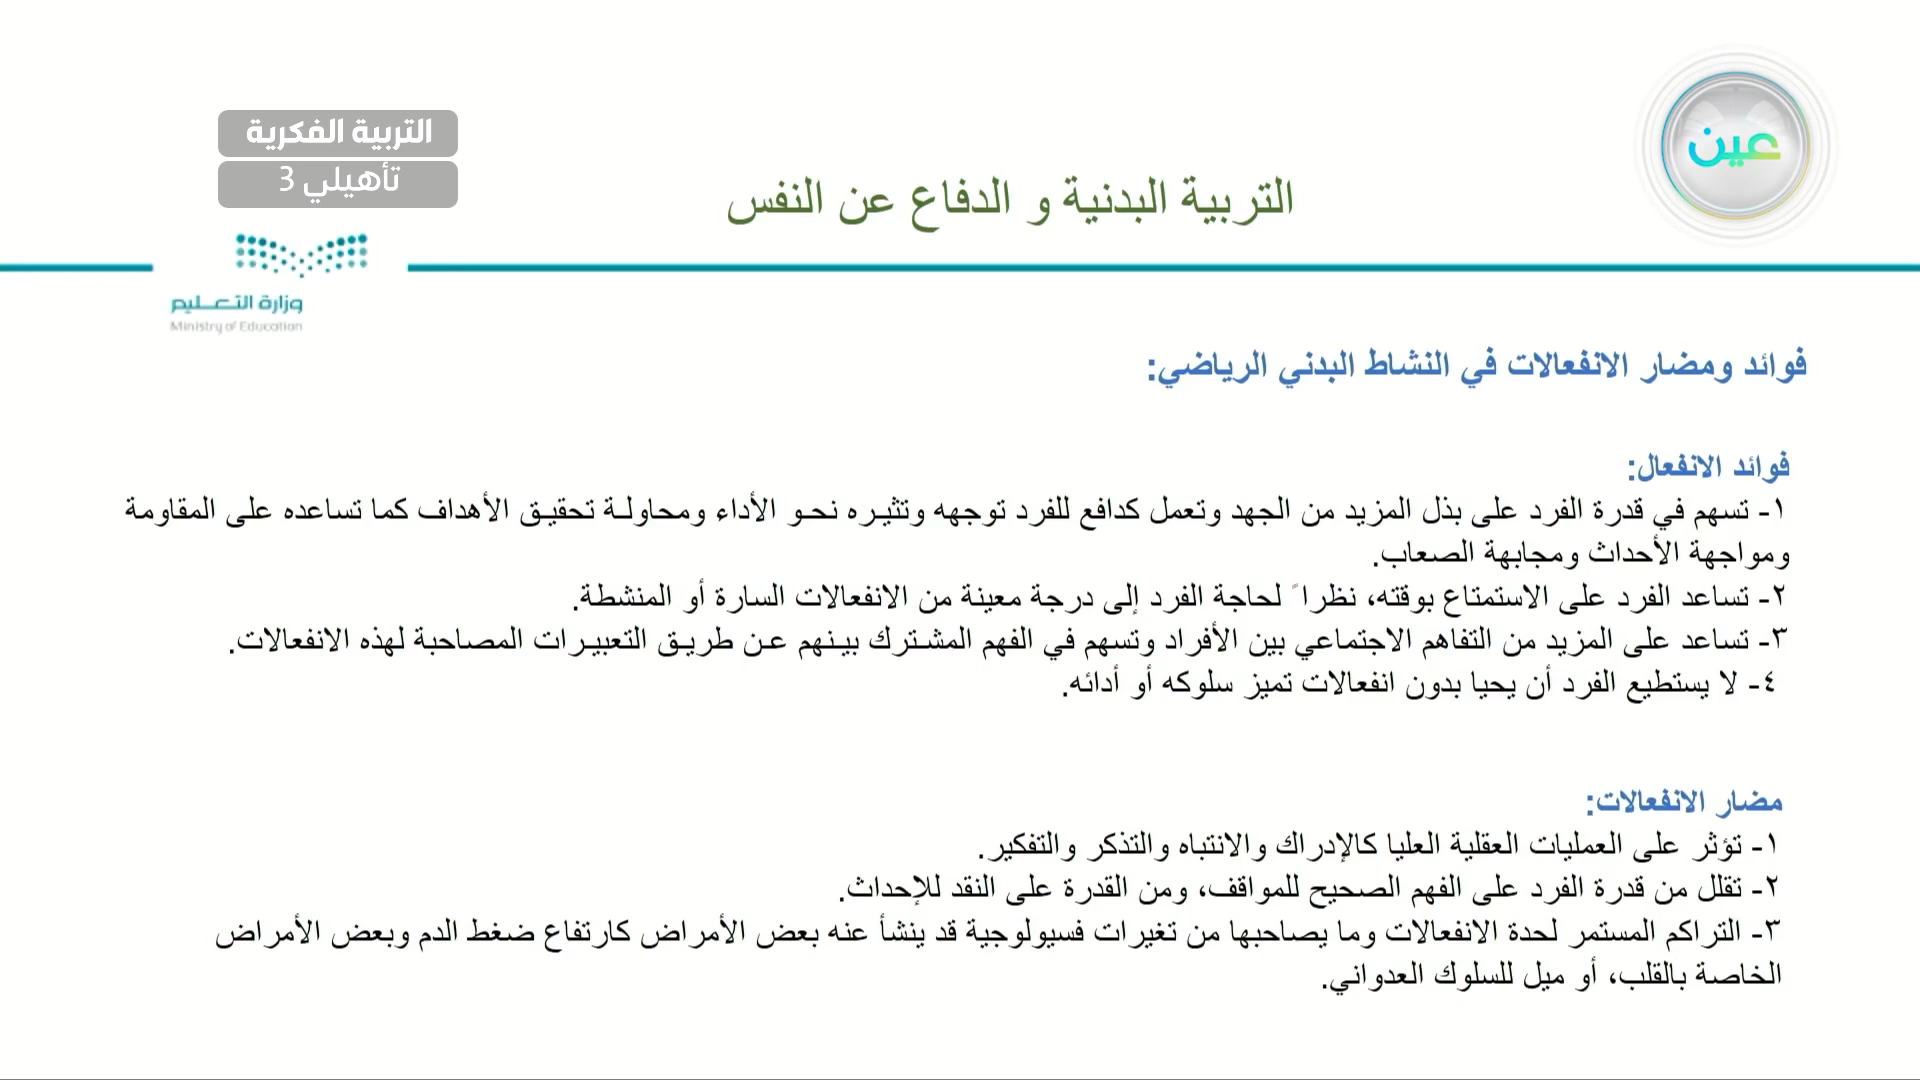 عين
التربية الفكرية
تأهيلي 3
التربية البدنية و الدفاع عن النفس
وزارة التعليم
Ministry of Education
فوائد ومضار الانفعالات في النشاط البدني الرياضي:
فوائد الانفعال:
١- تسهم في قدرة الفرد على بذل المزيد من الجهد وتعمل كدافع للفرد توجهه وتثيره نحو الأداء ومحاولة تحقيق الأهداف كما تساعده على المقاومة
ومواجهة الأحداث ومجابهة الصعاب.
٢- تساعد الفرد على الاستمتاع بوقته، نظراً لحاجة الفرد إلى درجة معينة من الانفعالات السارة أو المنشطة.
٣- تساعد على المزيد من التفاهم الاجتماعي بين الأفراد وتسهم في الفهم المشترك بينهم عن طريق التعبيرات المصاحبة لهذه الانفعالات.
٤- لا يستطيع الفرد أن يحيا بدون انفعالات تميز سلوكه أو أدائه.
مضار الانفعالات:
١- تؤثر على العمليات العقلية العليا كالإدراك والانتباه والتذكر والتفكير.
٢- تقلل من قدرة الفرد على الفهم الصحيح للمواقف، ومن القدرة على النقد للإحداث.
٣- التراكم المستمر لحدة الانفعالات وما يصاحبها من تغيرات فسيولوجية قد ينشأ عنه بعض الأمراض كارتفاع ضغط الدم وبعض الأمراض
الخاصة بالقلب، أو ميل للسلوك العدواني.